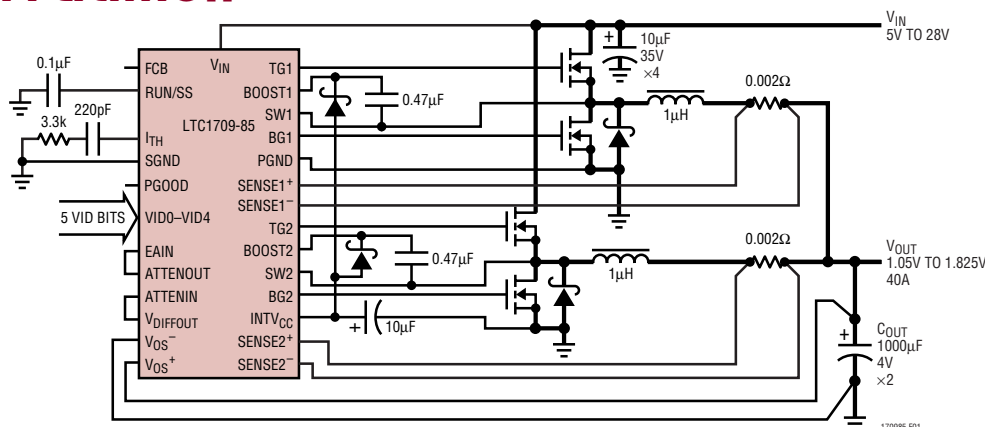 V_IN
5V TO 28V
10µF
35V
×4
0.1µF
220pF
3.3k
5 VID BITS
LTC1709-85
V_IN
FCB
RUN/SS
I_TH
SGND
PGOOD
VID0–VID4
EAIN
ATTENOUT
ATTENIN
V_DIFFOUT
V_OS–
V_OS+
TG1
BOOST1
SW1
BG1
PGND
SENSE1+
SENSE1–
TG2
BOOST2
SW2
BG2
INTV_CC
SENSE2+
SENSE2–
0.47µF
0.47µF
10µF
1µH
0.002Ω
1µH
0.002Ω
V_OUT
1.05V TO 1.825V
40A
C_OUT
1000µF
4V
×2
170985 F01